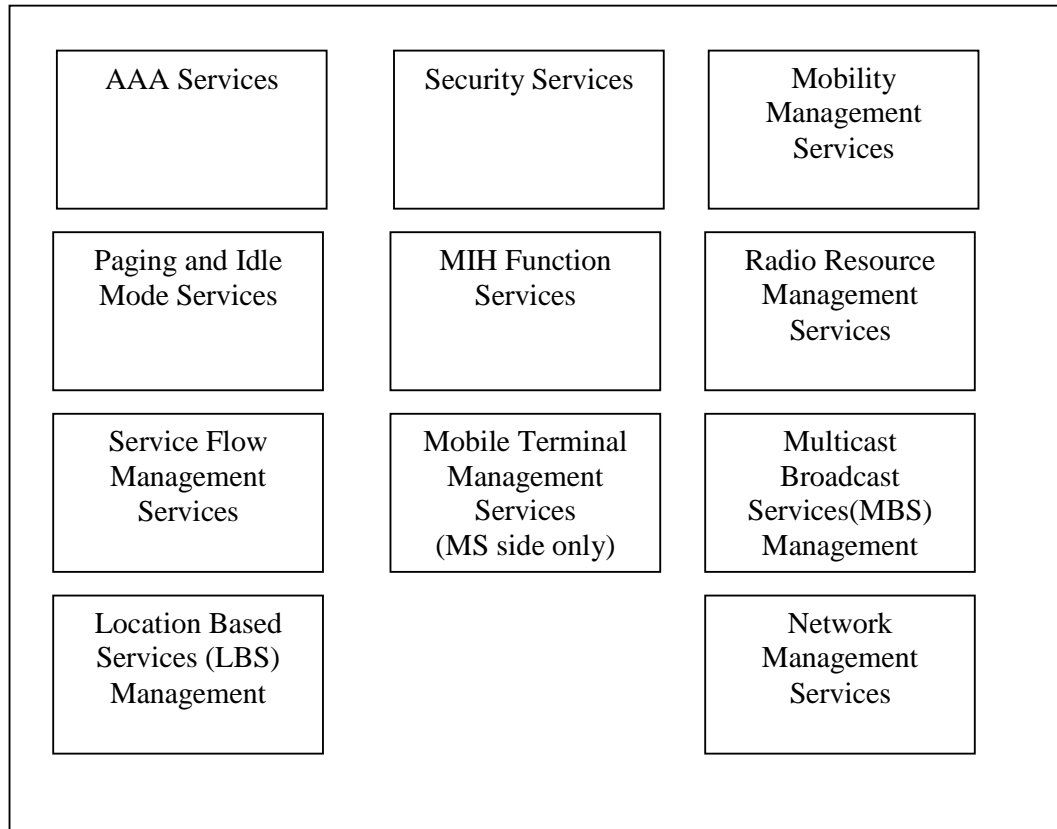 AAA Services
Security Services
Mobility
Management
Services
Paging and Idle
Mode Services
MIH Function
Services
Radio Resource
Management
Services
Service Flow
Management
Services
Mobile Terminal
Management
Services
(MS side only)
Multicast
Broadcast
Services(MBS)
Management
Location Based
Services (LBS)
Management
Network
Management
Services